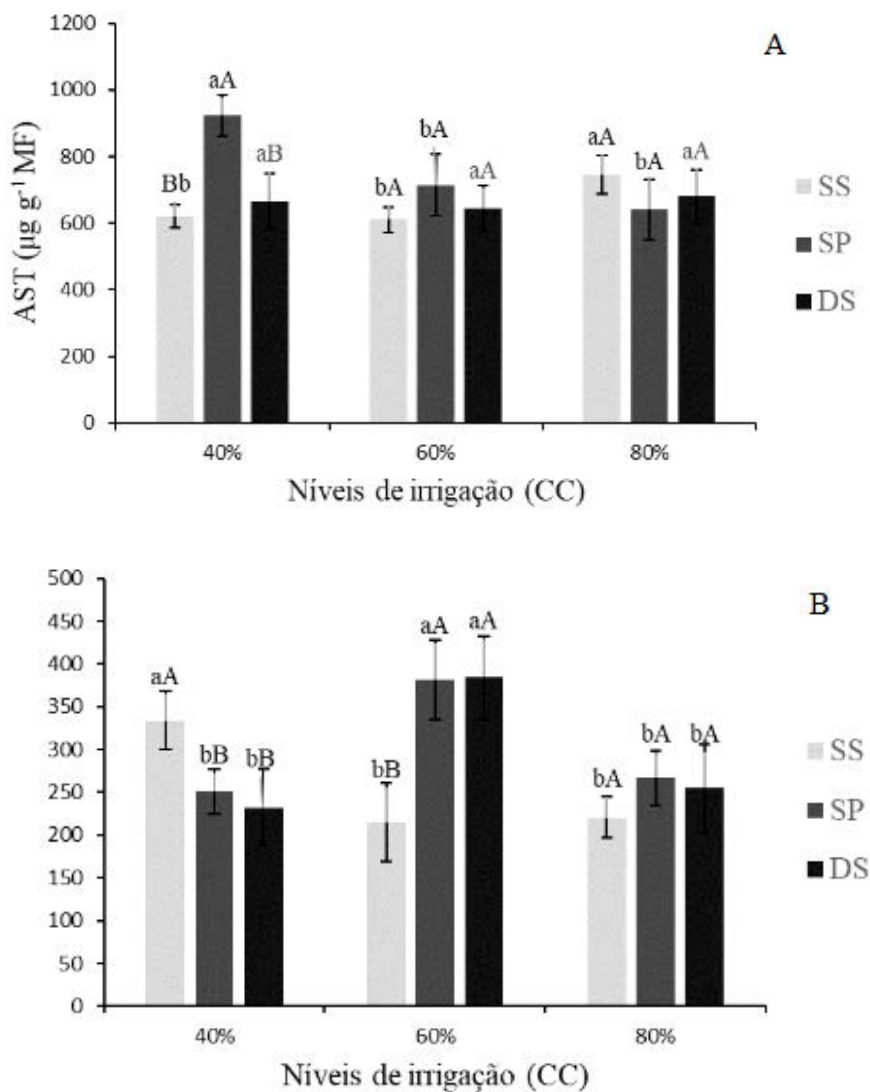 A
AST (µg g⁻¹ MF)
1200
1000
800
600
400
200
0
Bb aA aB bA bA aA aA bA aA
40% 60% 80%
Níveis de irrigação (CC)
SS
SP
DS
B
500
450
400
350
300
250
200
150
100
50
0
aA bB bB bB aA aA bA bA bA
40% 60% 80%
Níveis de irrigação (CC)
SS
SP
DS